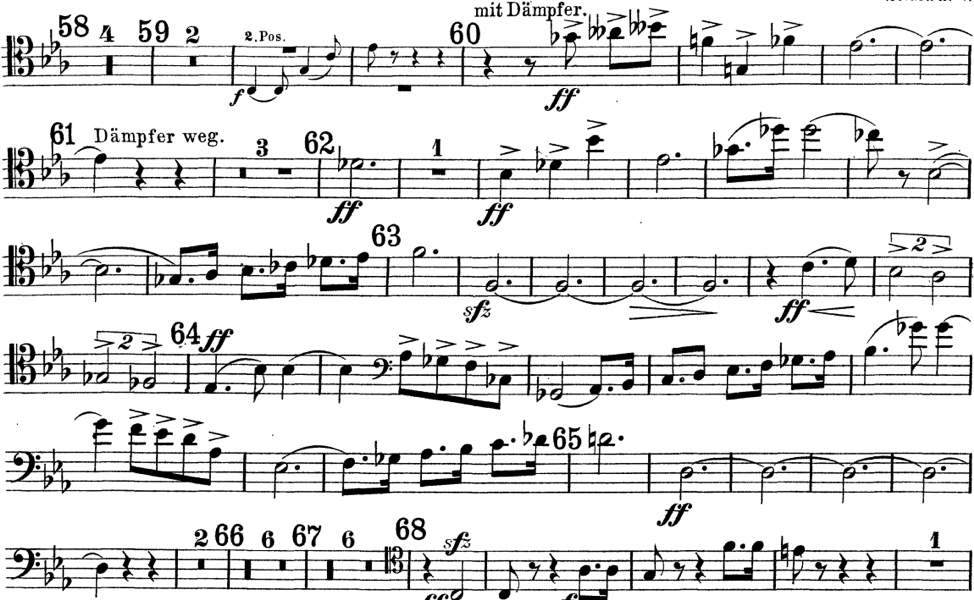 mit Dämpfer.
58 4 59 2 2. Pos. 60
f ff
61 Dämpfer weg. 3 62 1
ff ff
63
sfz ff 2
2 64 ff
65
ff
2 66 6 67 6 68 sfz 1
ff f